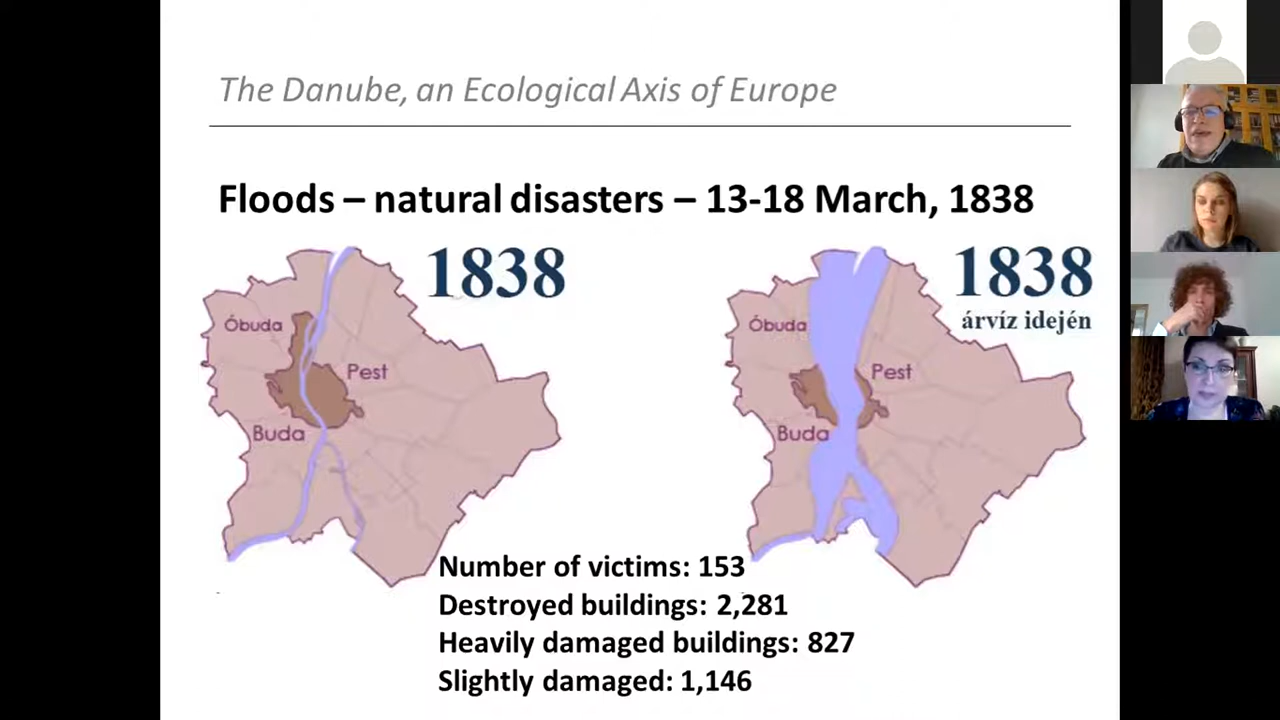 The Danube, an Ecological Axis of Europe
Floods – natural disasters – 13-18 March, 1838
1838
Óbuda
Pest
Buda
1838
árvíz idején
Óbuda
Pest
Buda
Number of victims: 153
Destroyed buildings: 2,281
Heavily damaged buildings: 827
Slightly damaged: 1,146